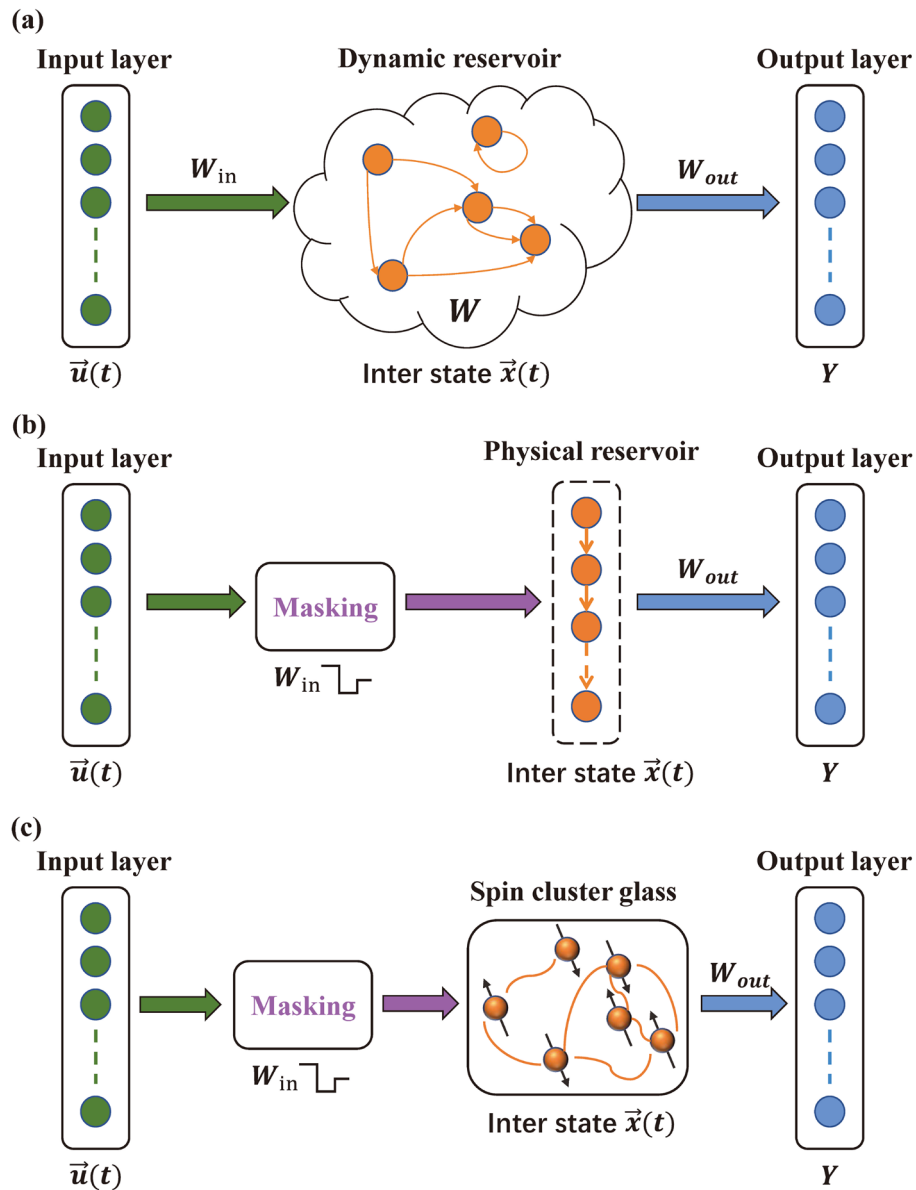 (a)
Input layer
Dynamic reservoir
Output layer
W_in
W_out
W
u⃗(t)
Inter state x⃗(t)
Y
(b)
Input layer
Physical reservoir
Output layer
Masking
W_out
W_in
u⃗(t)
Inter state x⃗(t)
Y
(c)
Input layer
Spin cluster glass
Output layer
Masking
W_out
W_in
u⃗(t)
Inter state x⃗(t)
Y